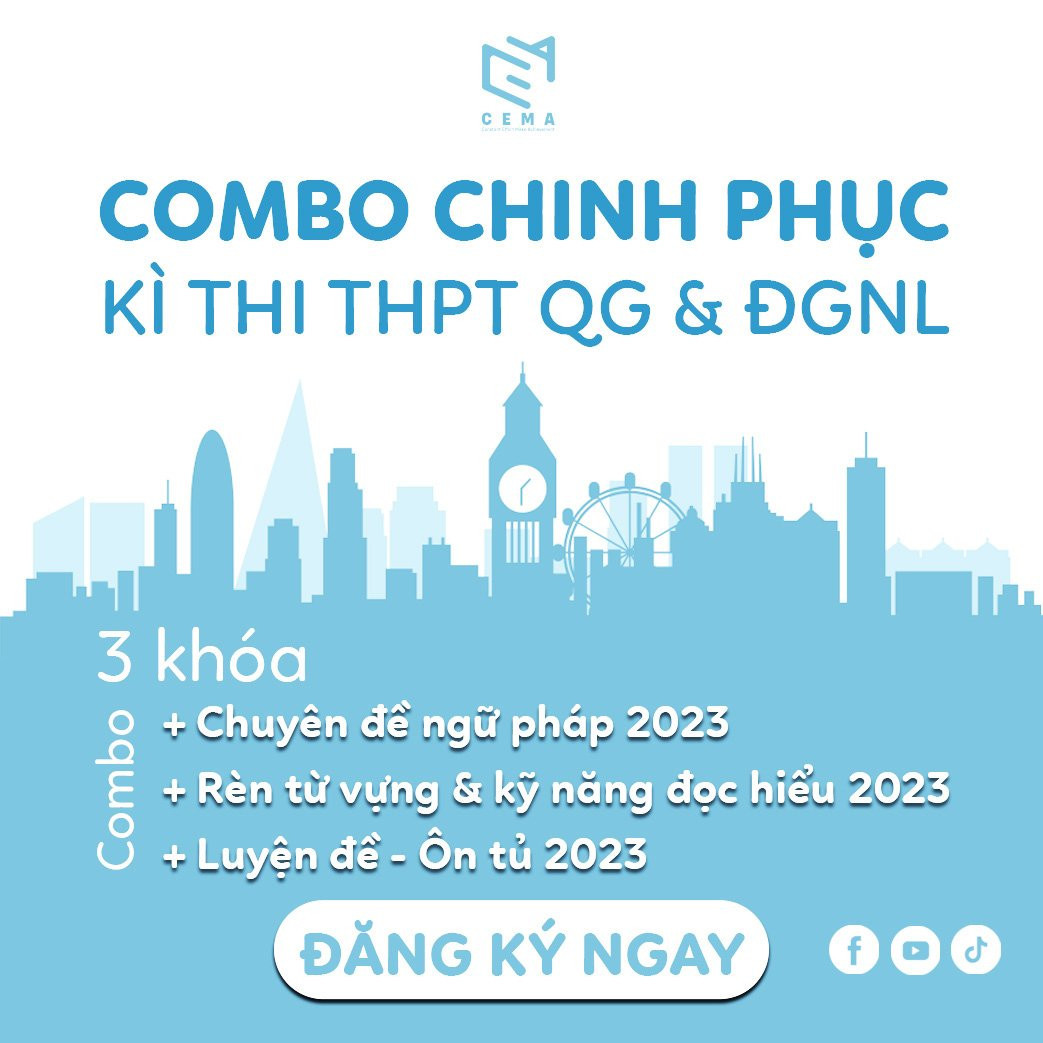 CEMA
COMBO CHINH PHỤC
KÌ THI THPT QG & ĐGNL
3 khóa
Combo
+ Chuyên đề ngữ pháp 2023
+ Rèn từ vựng & kỹ năng đọc hiểu 2023
+ Luyện đề - Ôn tủ 2023
ĐĂNG KÝ NGAY